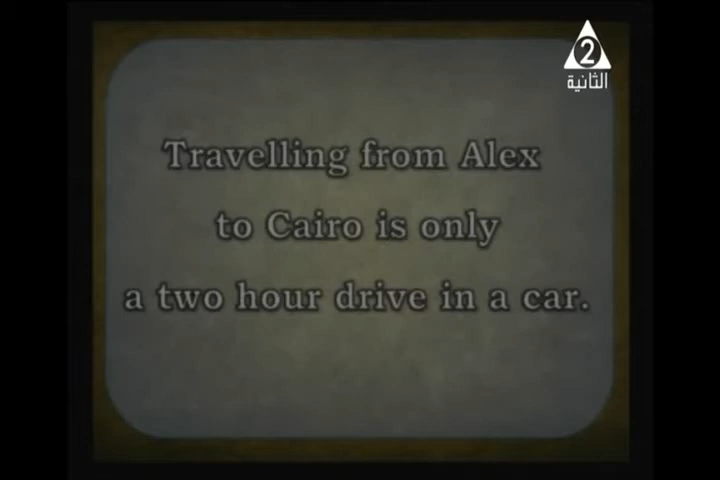 2
الثانية
Travelling from Alex
to Cairo is only
a two hour drive in a car.